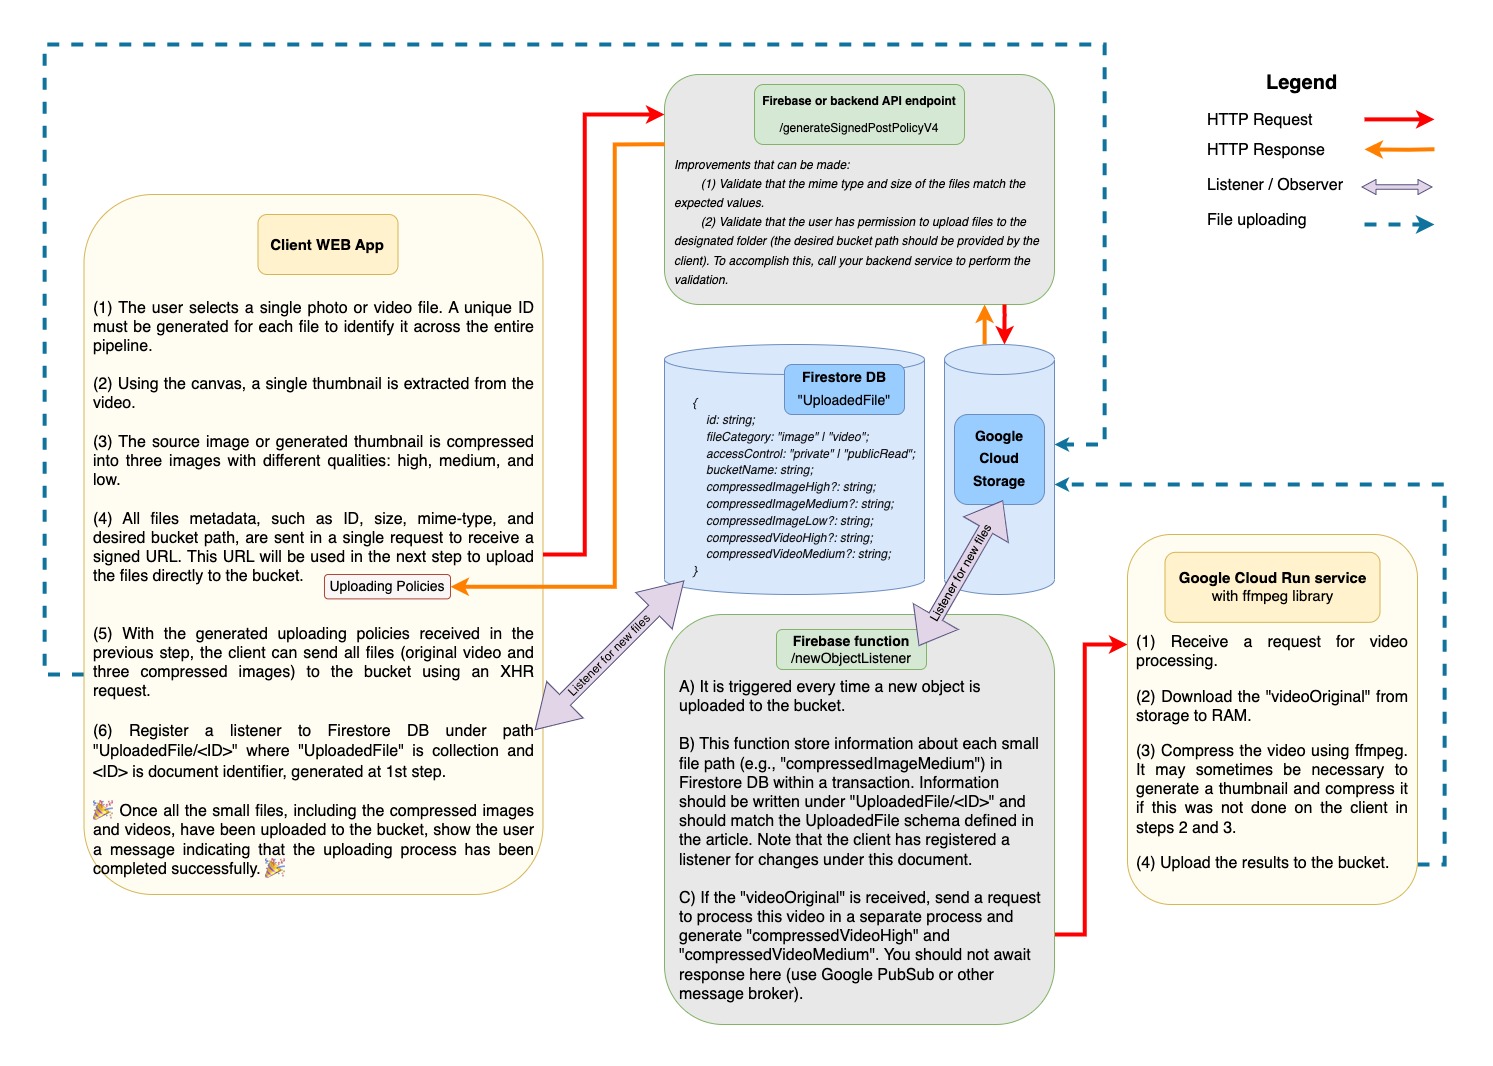 Legend
HTTP Request
HTTP Response
Listener / Observer
File uploading
Firebase or backend API endpoint
/generateSignedPostPolicyV4
Improvements that can be made:
(1) Validate that the mime type and size of the files match the
expected values.
(2) Validate that the user has permission to upload files to the
designated folder (the desired bucket path should be provided by the
client). To accomplish this, call your backend service to perform the
validation.
Client WEB App
(1) The user selects a single photo or video file. A unique ID
must be generated for each file to identify it across the entire
pipeline.
(2) Using the canvas, a single thumbnail is extracted from the
video.
(3) The source image or generated thumbnail is compressed
into three images with different qualities: high, medium, and
low.
(4) All files metadata, such as ID, size, mime-type, and
desired bucket path, are sent in a single request to receive a
signed URL. This URL will be used in the next step to upload
the files directly to the bucket.
Uploading Policies
(5) With the generated uploading policies received in the
previous step, the client can send all files (original video and
three compressed images) to the bucket using an XHR
request.
(6) Register a listener to Firestore DB under path
"UploadedFile/<ID>" where "UploadedFile" is collection and
<ID> is document identifier, generated at 1st step.
🎉 Once all the small files, including the compressed images
and videos, have been uploaded to the bucket, show the user
a message indicating that the uploading process has been
completed successfully. 🎉
Firestore DB
"UploadedFile"
{
id: string;
fileCategory: "image" | "video";
accessControl: "private" | "publicRead";
bucketName: string;
compressedImageHigh?: string;
compressedImageMedium?: string;
compressedImageLow?: string;
compressedVideoHigh?: string;
compressedVideoMedium?: string;
}
Google
Cloud
Storage
Listener for new files
Listener for new files
Firebase function
/newObjectListener
A) It is triggered every time a new object is
uploaded to the bucket.
B) This function store information about each small
file path (e.g., "compressedImageMedium") in
Firestore DB within a transaction. Information
should be written under "UploadedFile/<ID>" and
should match the UploadedFile schema defined in
the article. Note that the client has registered a
listener for changes under this document.
C) If the "videoOriginal" is received, send a request
to process this video in a separate process and
generate "compressedVideoHigh" and
"compressedVideoMedium". You should not await
response here (use Google PubSub or other
message broker).
Google Cloud Run service
with ffmpeg library
(1) Receive a request for video
processing.
(2) Download the "videoOriginal" from
storage to RAM.
(3) Compress the video using ffmpeg.
It may sometimes be necessary to
generate a thumbnail and compress it
if this was not done on the client in
steps 2 and 3.
(4) Upload the results to the bucket.